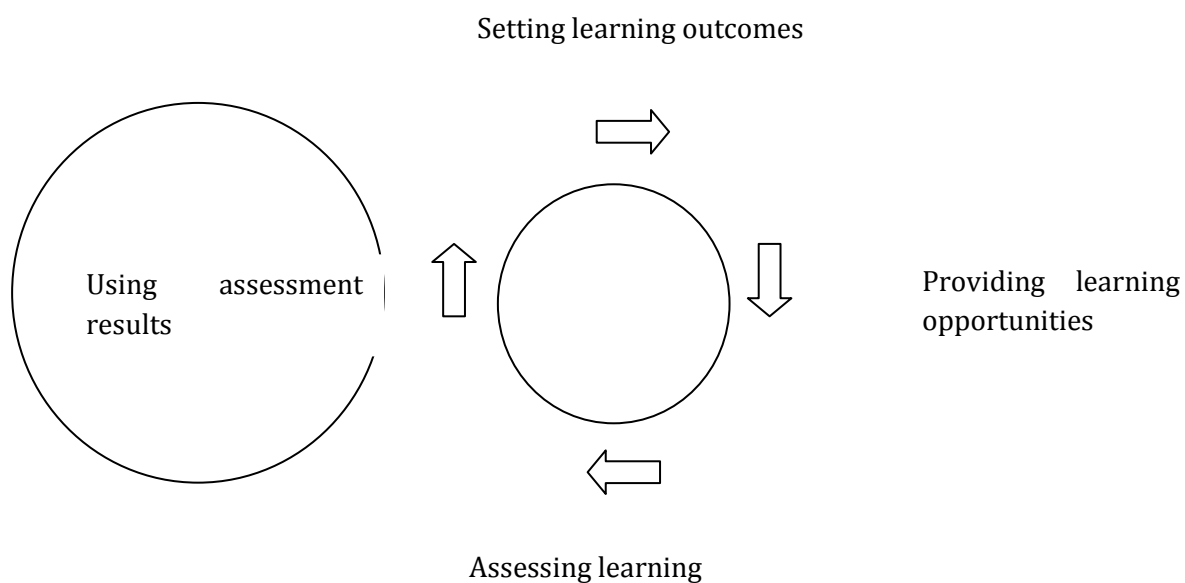 Setting learning outcomes
Using assessment
results
Providing learning
opportunities
Assessing learning